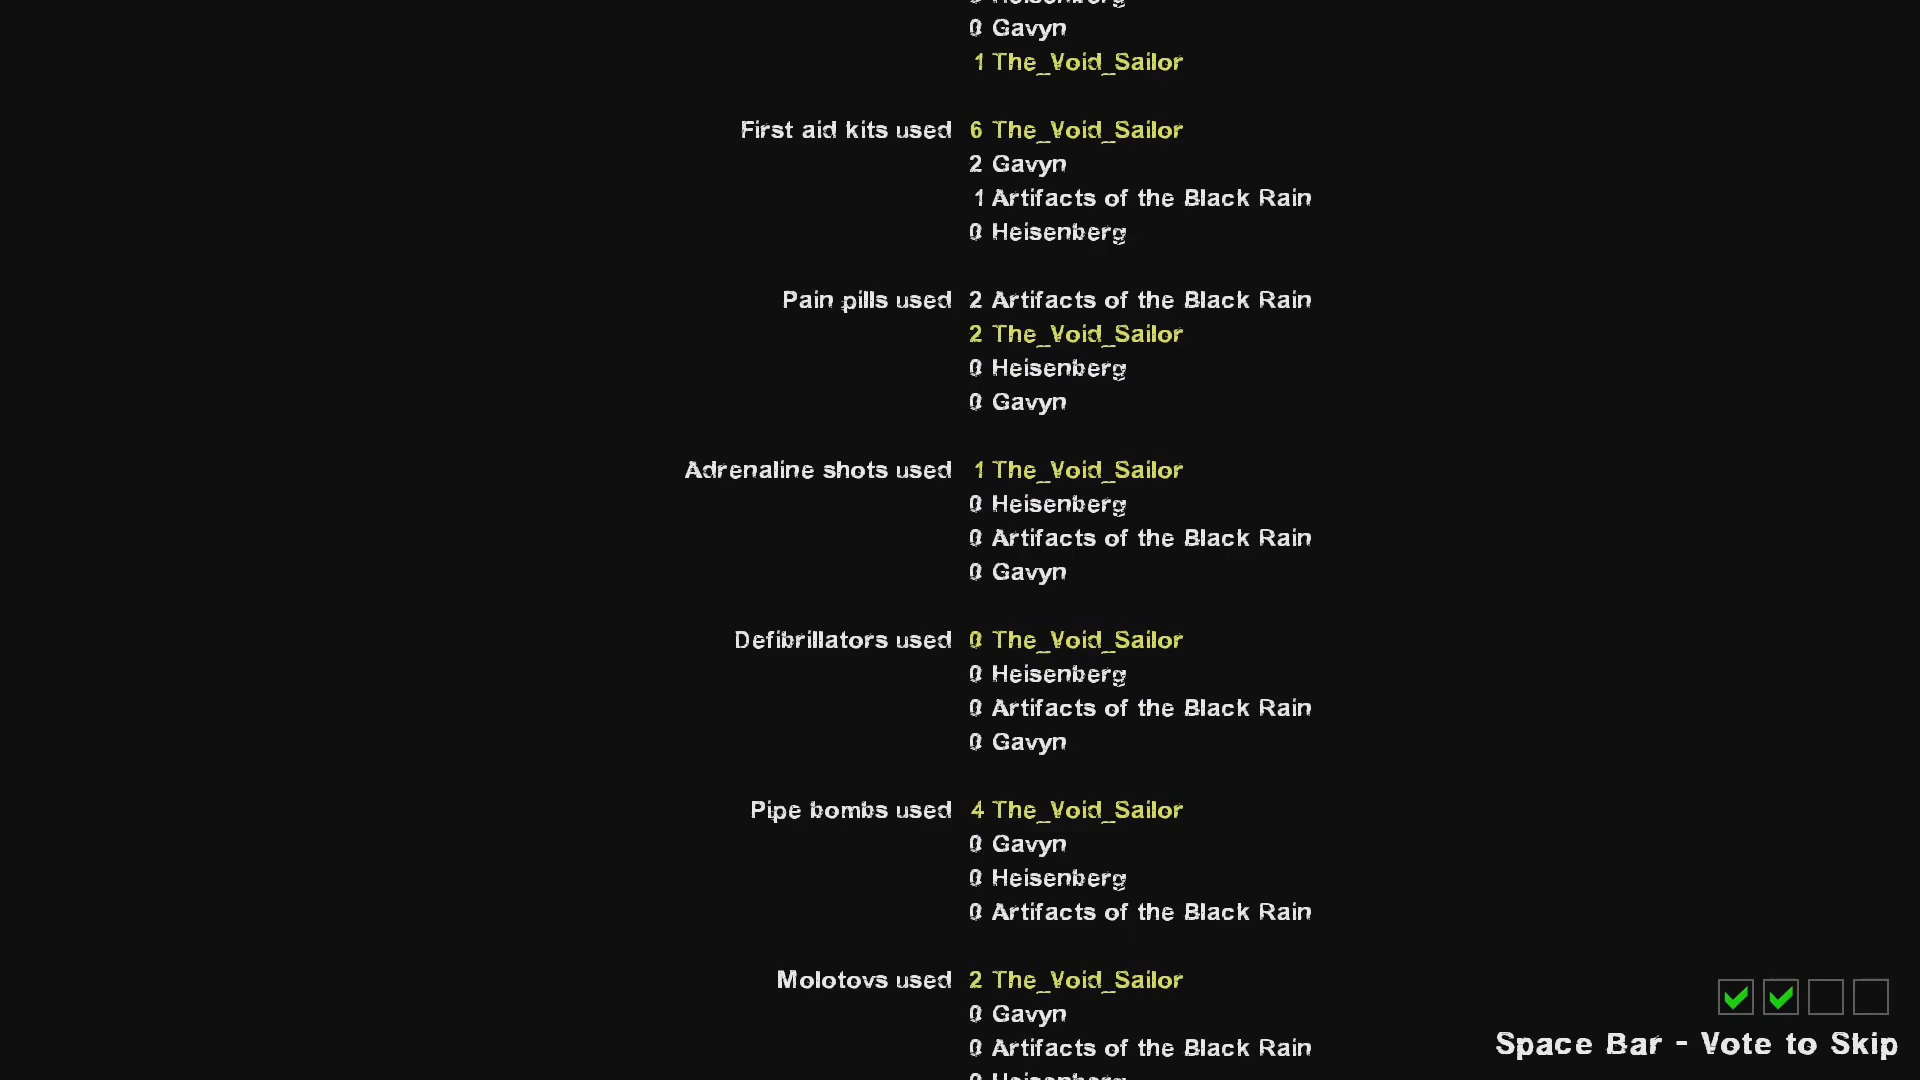 Heisenberg
0 Gavyn
1 The_Void_Sailor
First aid kits used 6 The_Void_Sailor
2 Gavyn
1 Artifacts of the Black Rain
0 Heisenberg
Pain pills used 2 Artifacts of the Black Rain
2 The_Void_Sailor
0 Heisenberg
0 Gavyn
Adrenaline shots used 1 The_Void_Sailor
0 Heisenberg
0 Artifacts of the Black Rain
0 Gavyn
Defibrillators used 0 The_Void_Sailor
0 Heisenberg
0 Artifacts of the Black Rain
0 Gavyn
Pipe bombs used 4 The_Void_Sailor
0 Gavyn
0 Heisenberg
0 Artifacts of the Black Rain
Molotovs used 2 The_Void_Sailor
0 Gavyn
0 Artifacts of the Black Rain
0 Heisenberg
Space Bar - Vote to Skip